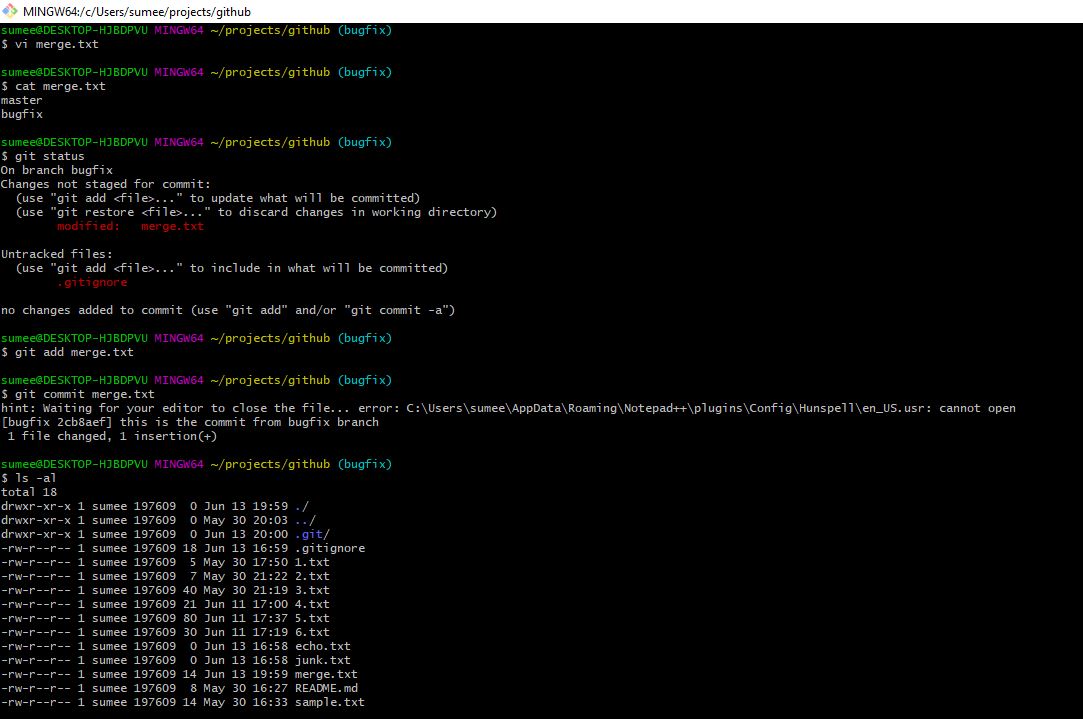 MINGW64:/c/Users/sumee/projects/github
sumee@DESKTOP-HJBDPVU MINGW64 ~/projects/github (bugfix)
$ vi merge.txt
sumee@DESKTOP-HJBDPVU MINGW64 ~/projects/github (bugfix)
$ cat merge.txt
master
bugfix
sumee@DESKTOP-HJBDPVU MINGW64 ~/projects/github (bugfix)
$ git status
On branch bugfix
Changes not staged for commit:
  (use "git add <file>..." to update what will be committed)
  (use "git restore <file>..." to discard changes in working directory)
        modified:   merge.txt
Untracked files:
  (use "git add <file>..." to include in what will be committed)
        .gitignore
no changes added to commit (use "git add" and/or "git commit -a")
sumee@DESKTOP-HJBDPVU MINGW64 ~/projects/github (bugfix)
$ git add merge.txt
sumee@DESKTOP-HJBDPVU MINGW64 ~/projects/github (bugfix)
$ git commit merge.txt
hint: Waiting for your editor to close the file... error: C:\Users\sumee\AppData\Roaming\Notepad++\plugins\Config\Hunspell\en_US.usr: cannot open
[bugfix 2cb8aef] this is the commit from bugfix branch
 1 file changed, 1 insertion(+)
sumee@DESKTOP-HJBDPVU MINGW64 ~/projects/github (bugfix)
$ ls -al
total 18
drwxr-xr-x 1 sumee 197609  0 Jun 13 19:59 ./
drwxr-xr-x 1 sumee 197609  0 May 30 20:03 ../
drwxr-xr-x 1 sumee 197609  0 Jun 13 20:00 .git/
-rw-r--r-- 1 sumee 197609 18 Jun 13 16:59 .gitignore
-rw-r--r-- 1 sumee 197609  5 May 30 17:50 1.txt
-rw-r--r-- 1 sumee 197609  7 May 30 21:22 2.txt
-rw-r--r-- 1 sumee 197609 40 May 30 21:19 3.txt
-rw-r--r-- 1 sumee 197609 21 Jun 11 17:00 4.txt
-rw-r--r-- 1 sumee 197609 80 Jun 11 17:37 5.txt
-rw-r--r-- 1 sumee 197609 30 Jun 11 17:19 6.txt
-rw-r--r-- 1 sumee 197609  0 Jun 13 16:58 echo.txt
-rw-r--r-- 1 sumee 197609  0 Jun 13 16:58 junk.txt
-rw-r--r-- 1 sumee 197609 14 Jun 13 19:59 merge.txt
-rw-r--r-- 1 sumee 197609  8 May 30 16:27 README.md
-rw-r--r-- 1 sumee 197609 14 May 30 16:33 sample.txt